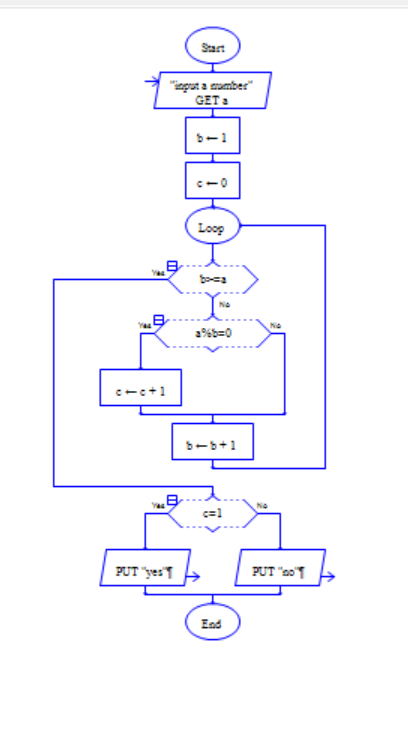 Start
"input a number"
GET a
b ← 1
c ← 0
Loop
Yes
b>=a
No
Yes
a%b=0
No
c ← c + 1
b ← b + 1
Yes
c=1
No
PUT "yes"¶
PUT "no"¶
End